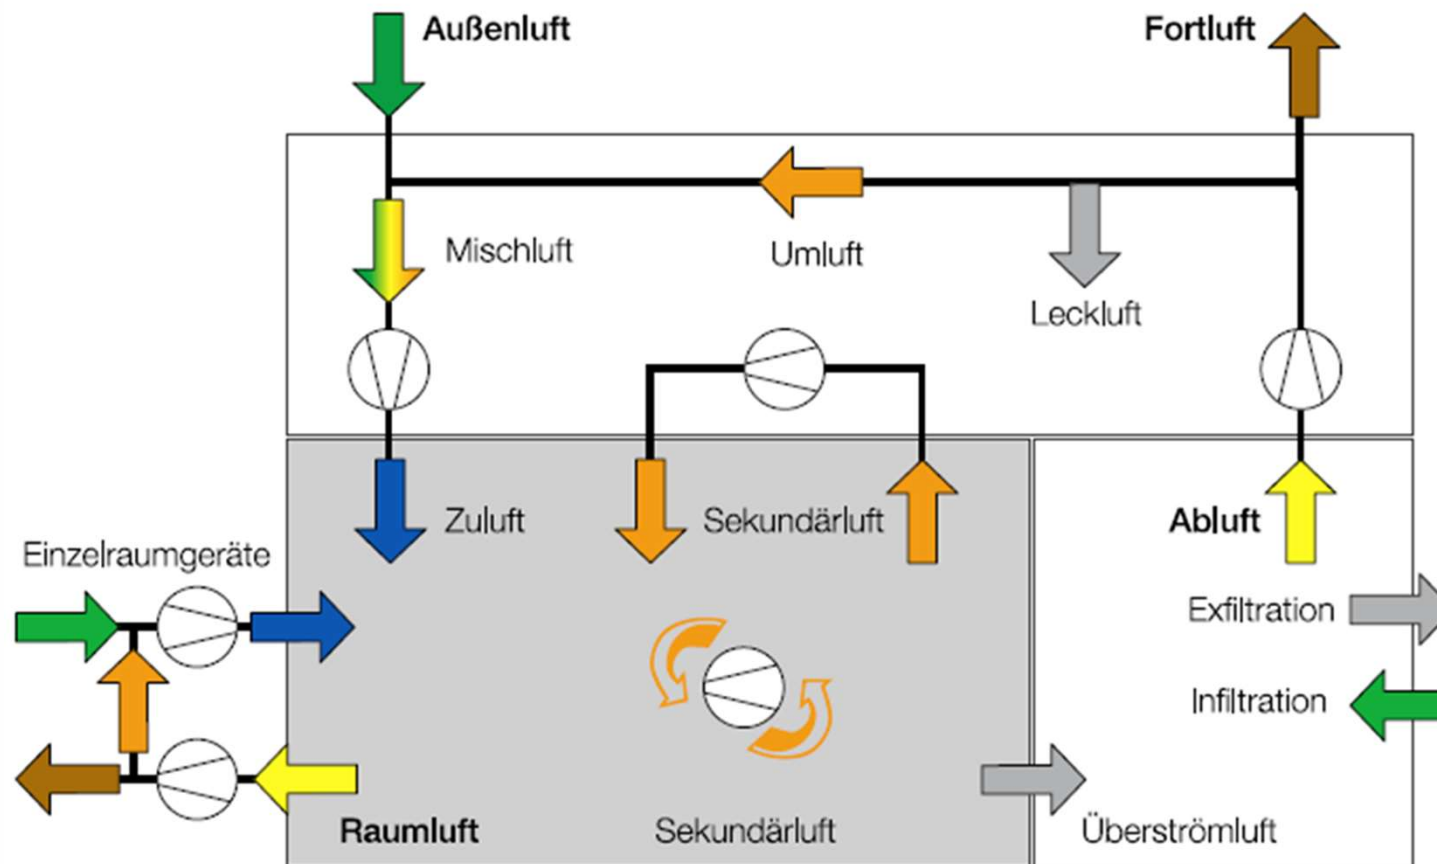 Außenluft
Fortluft
Mischluft
Umluft
Leckluft
Zuluft
Sekundärluft
Abluft
Einzelraumgeräte
Exfiltration
Infiltration
Raumluft
Sekundärluft
Überströmluft